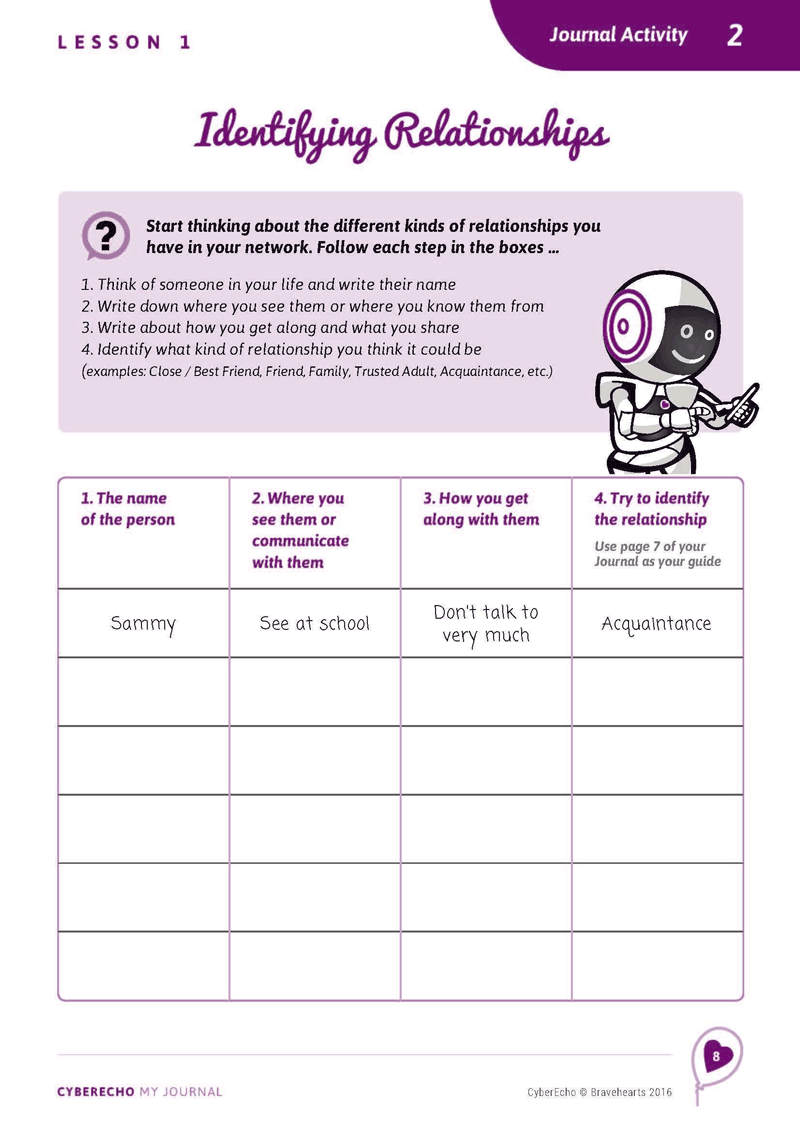 LESSON 1
Journal Activity 2
Identifying Relationships
?
Start thinking about the different kinds of relationships you
have in your network. Follow each step in the boxes ...
1. Think of someone in your life and write their name
2. Write down where you see them or where you know them from
3. Write about how you get along and what you share
4. Identify what kind of relationship you think it could be
(examples: Close / Best Friend, Friend, Family, Trusted Adult, Acquaintance, etc.)
1. The name
of the person
2. Where you
see them or
communicate
with them
3. How you get
along with them
4. Try to identify
the relationship
Use page 7 of your
Journal as your guide
Sammy
See at school
Don't talk to
very much
Acquaintance
8
CYBERECHO MY JOURNAL
CyberEcho © Bravehearts 2016